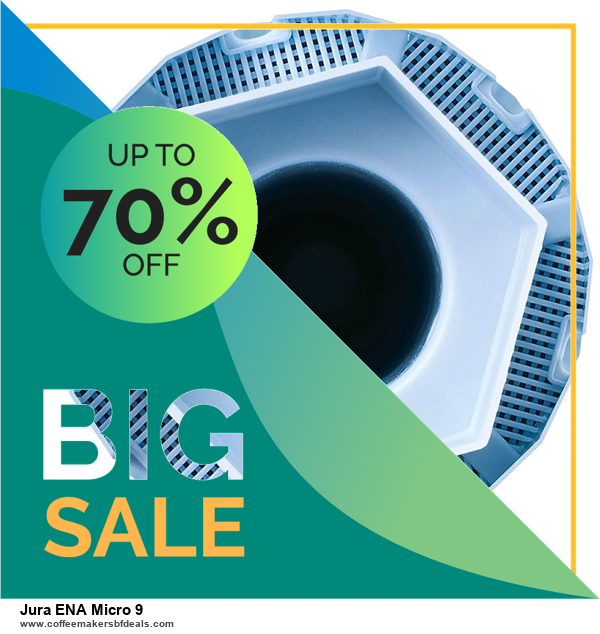 UP TO
70%
OFF
BIG
SALE
Jura ENA Micro 9
www.coffeemakersbfdeals.com